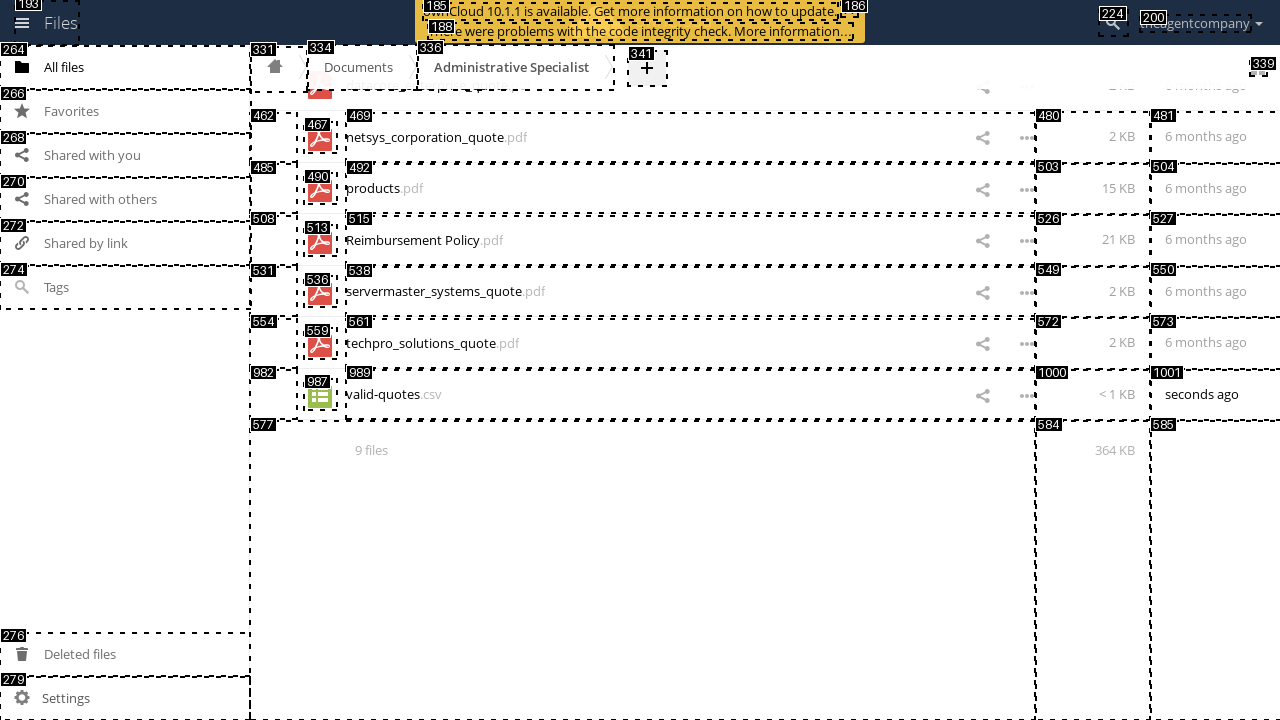 193
Files
185
ownCloud 10.1.1 is available. Get more information on how to update.
186
188
There were problems with the code integrity check. More information…
224
200
theagentcompany
264
All files
266
Favorites
268
Shared with you
270
Shared with others
272
Shared by link
274
Tags
276
Deleted files
279
Settings
331
334
Documents
336
Administrative Specialist
341
+
339
462
467
469
netsys_corporation_quote.pdf
480
2 KB
481
6 months ago
485
490
492
products.pdf
503
15 KB
504
6 months ago
508
513
515
Reimbursement Policy.pdf
526
21 KB
527
6 months ago
531
536
538
servermaster_systems_quote.pdf
549
2 KB
550
6 months ago
554
559
561
techpro_solutions_quote.pdf
572
2 KB
573
6 months ago
982
987
989
valid-quotes.csv
1000
< 1 KB
1001
seconds ago
577
9 files
584
364 KB
585